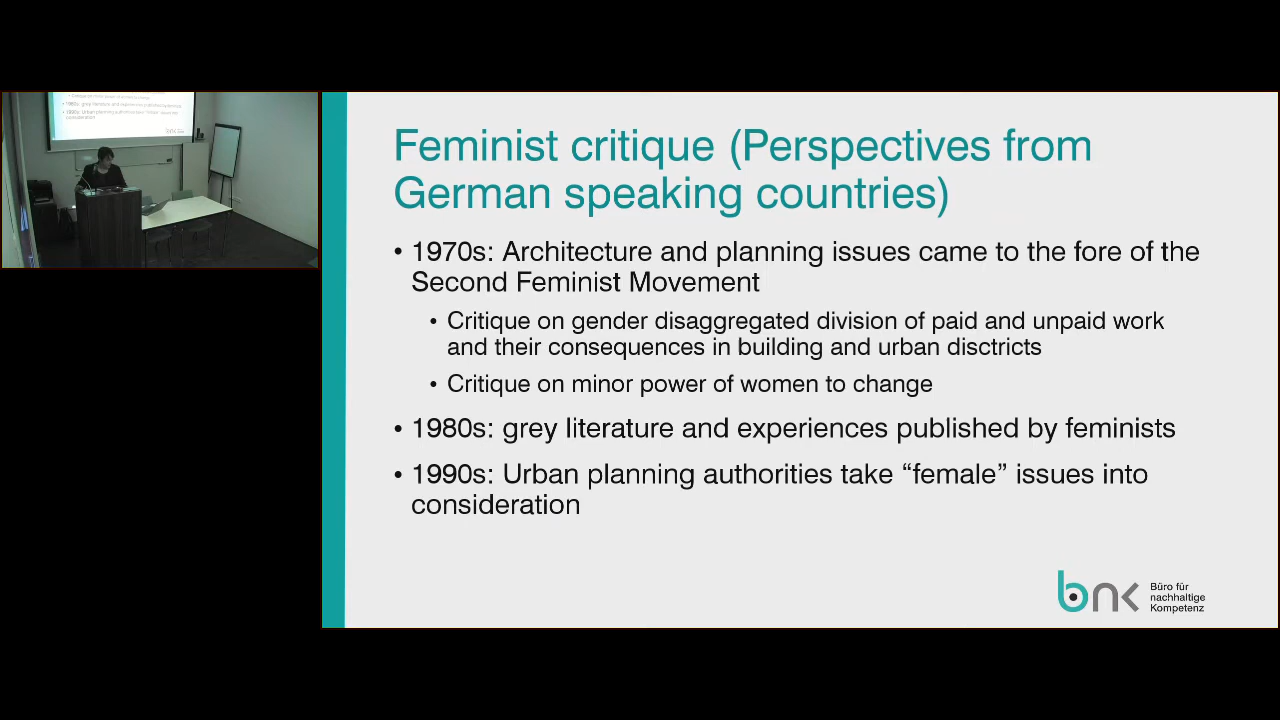 Feminist critique (Perspectives from
German speaking countries)
• 1970s: Architecture and planning issues came to the fore of the
Second Feminist Movement
• Critique on gender disaggregated division of paid and unpaid work
and their consequences in building and urban disctricts
• Critique on minor power of women to change
• 1980s: grey literature and experiences published by feminists
• 1990s: Urban planning authorities take “female” issues into
consideration
bnk
Büro für
nachhaltige
Kompetenz